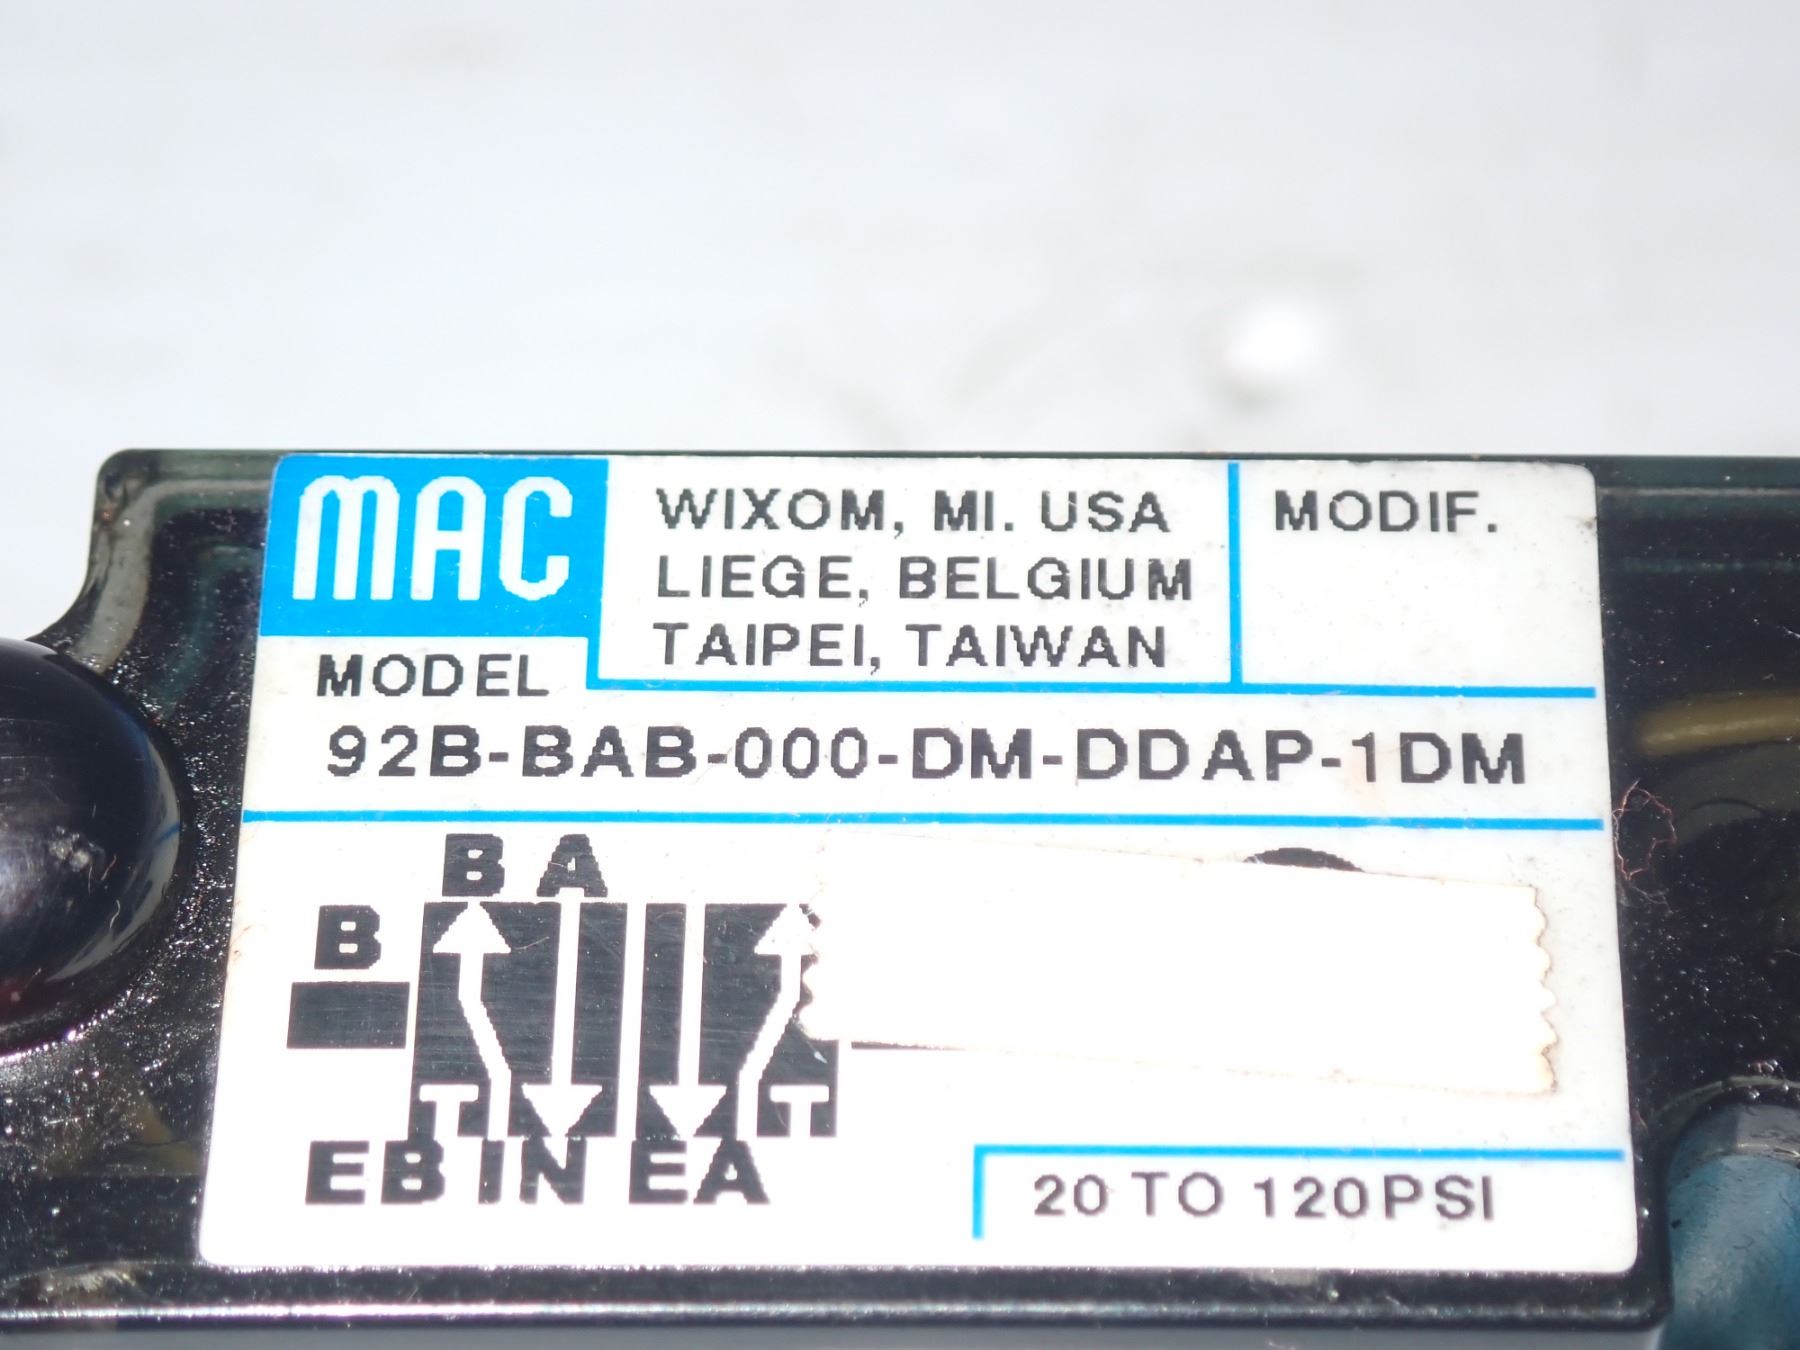 MAC
WIXOM, MI. USA
LIEGE, BELGIUM
TAIPEI, TAIWAN
MODIF.
MODEL
92B-BAB-000-DM-DDAP-1DM
B A
B
T T
EB IN EA
20 TO 120PSI